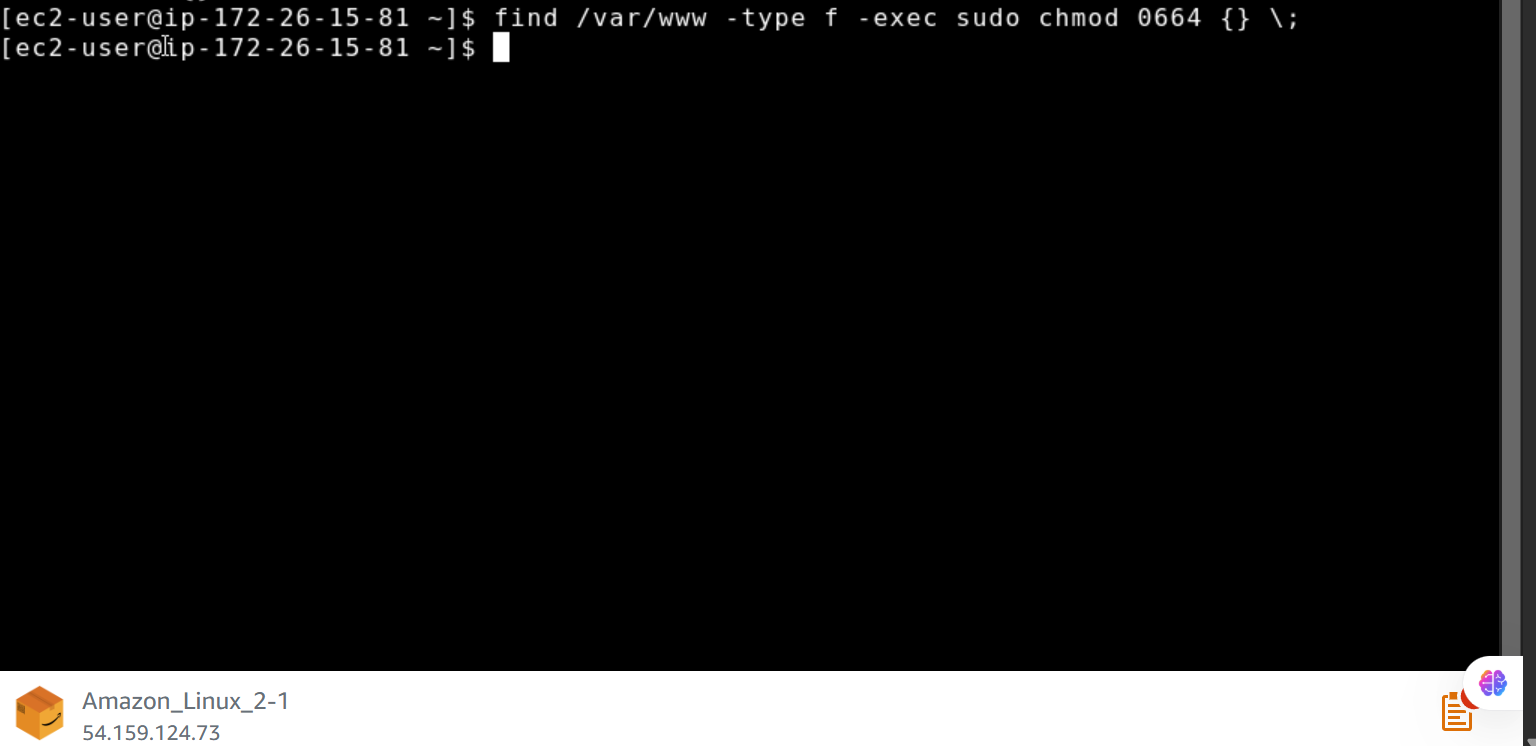 [ec2-user@ip-172-26-15-81 ~]$ find /var/www -type f -exec sudo chmod 0664 {} \;
[ec2-user@ip-172-26-15-81 ~]$
Amazon_Linux_2-1
54.159.124.73